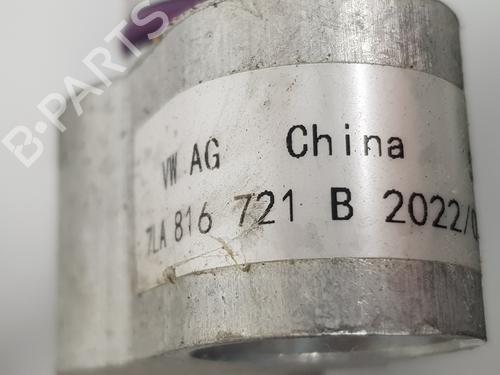 B-PARTS
VW AG China
7LA 816 721 B 2022/